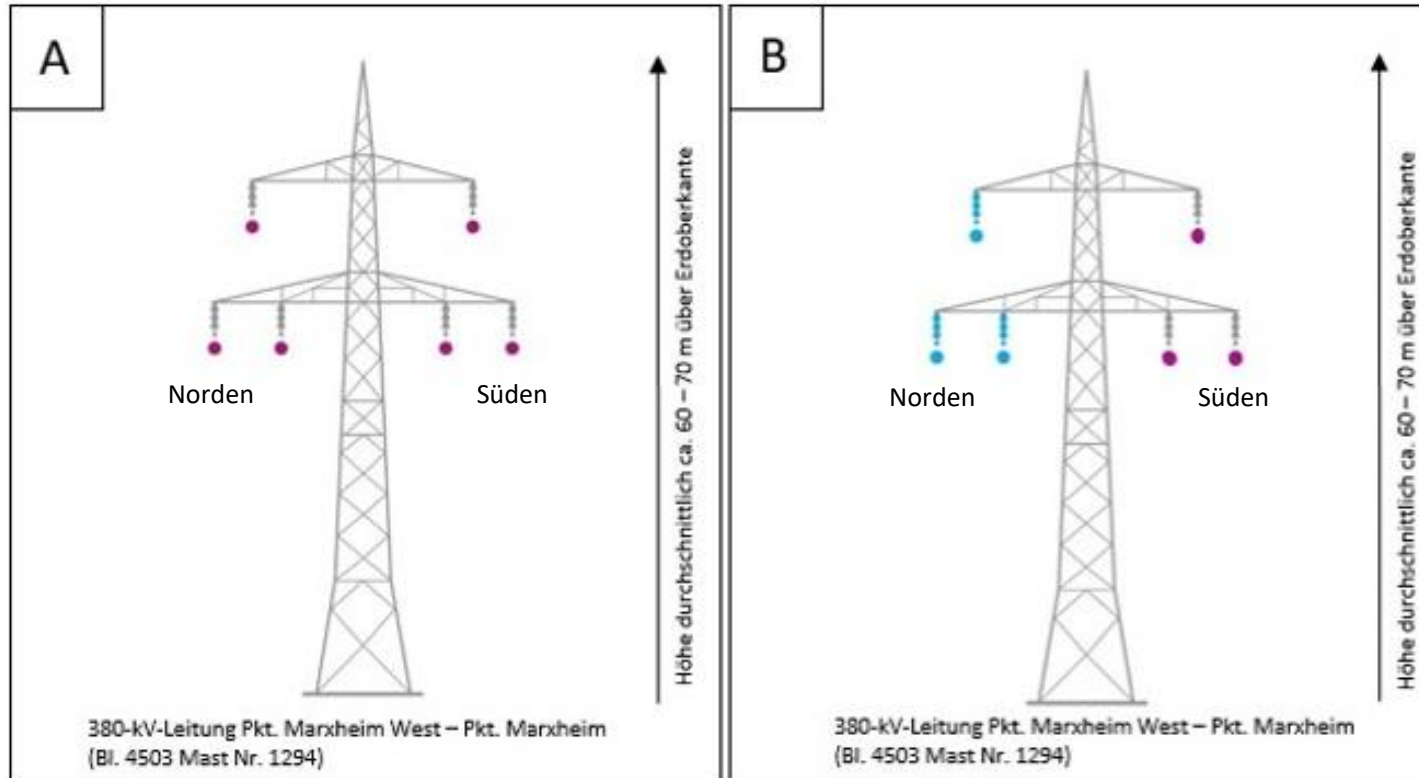 A
Höhe durchschnittlich ca. 60 – 70 m über Erdoberkante
Norden
Süden
380-kV-Leitung Pkt. Marxheim West – Pkt. Marxheim
(Bl. 4503 Mast Nr. 1294)
B
Höhe durchschnittlich ca. 60 – 70 m über Erdoberkante
Norden
Süden
380-kV-Leitung Pkt. Marxheim West – Pkt. Marxheim
(Bl. 4503 Mast Nr. 1294)